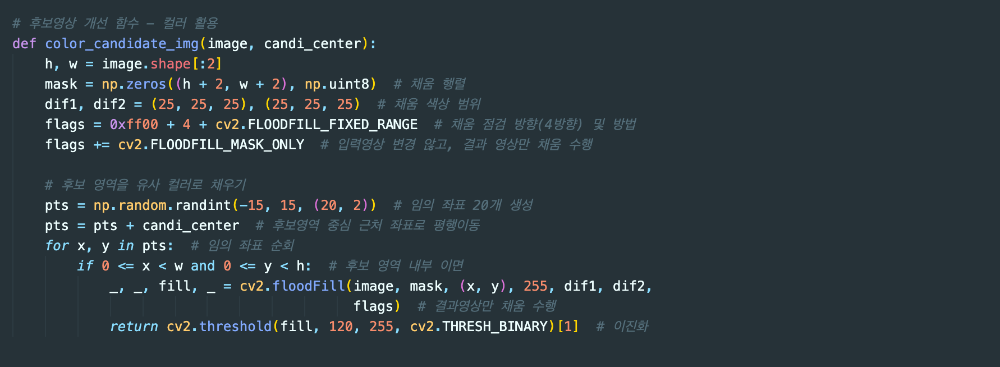 # 후보영상 개선 함수 - 컬러 활용
def color_candidate_img(image, candi_center):
    h, w = image.shape[:2]
    mask = np.zeros((h + 2, w + 2), np.uint8)  # 채움 행렬
    dif1, dif2 = (25, 25, 25), (25, 25, 25)  # 채움 색상 범위
    flags = 0xff00 + 4 + cv2.FLOODFILL_FIXED_RANGE  # 채움 점검 방향(4방향) 및 방법
    flags += cv2.FLOODFILL_MASK_ONLY  # 입력영상 변경 않고, 결과 영상만 채움 수행
    # 후보 영역을 유사 컬러로 채우기
    pts = np.random.randint(-15, 15, (20, 2))  # 임의 좌표 20개 생성
    pts = pts + candi_center  # 후보영역 중심 근처 좌표로 평행이동
    for x, y in pts:  # 임의 좌표 순회
        if 0 <= x < w and 0 <= y < h:  # 후보 영역 내부 이면
            _, _, fill, _ = cv2.floodFill(image, mask, (x, y), 255, dif1, dif2,
                                          flags)  # 결과영상만 채움 수행
            return cv2.threshold(fill, 120, 255, cv2.THRESH_BINARY)[1]  # 이진화